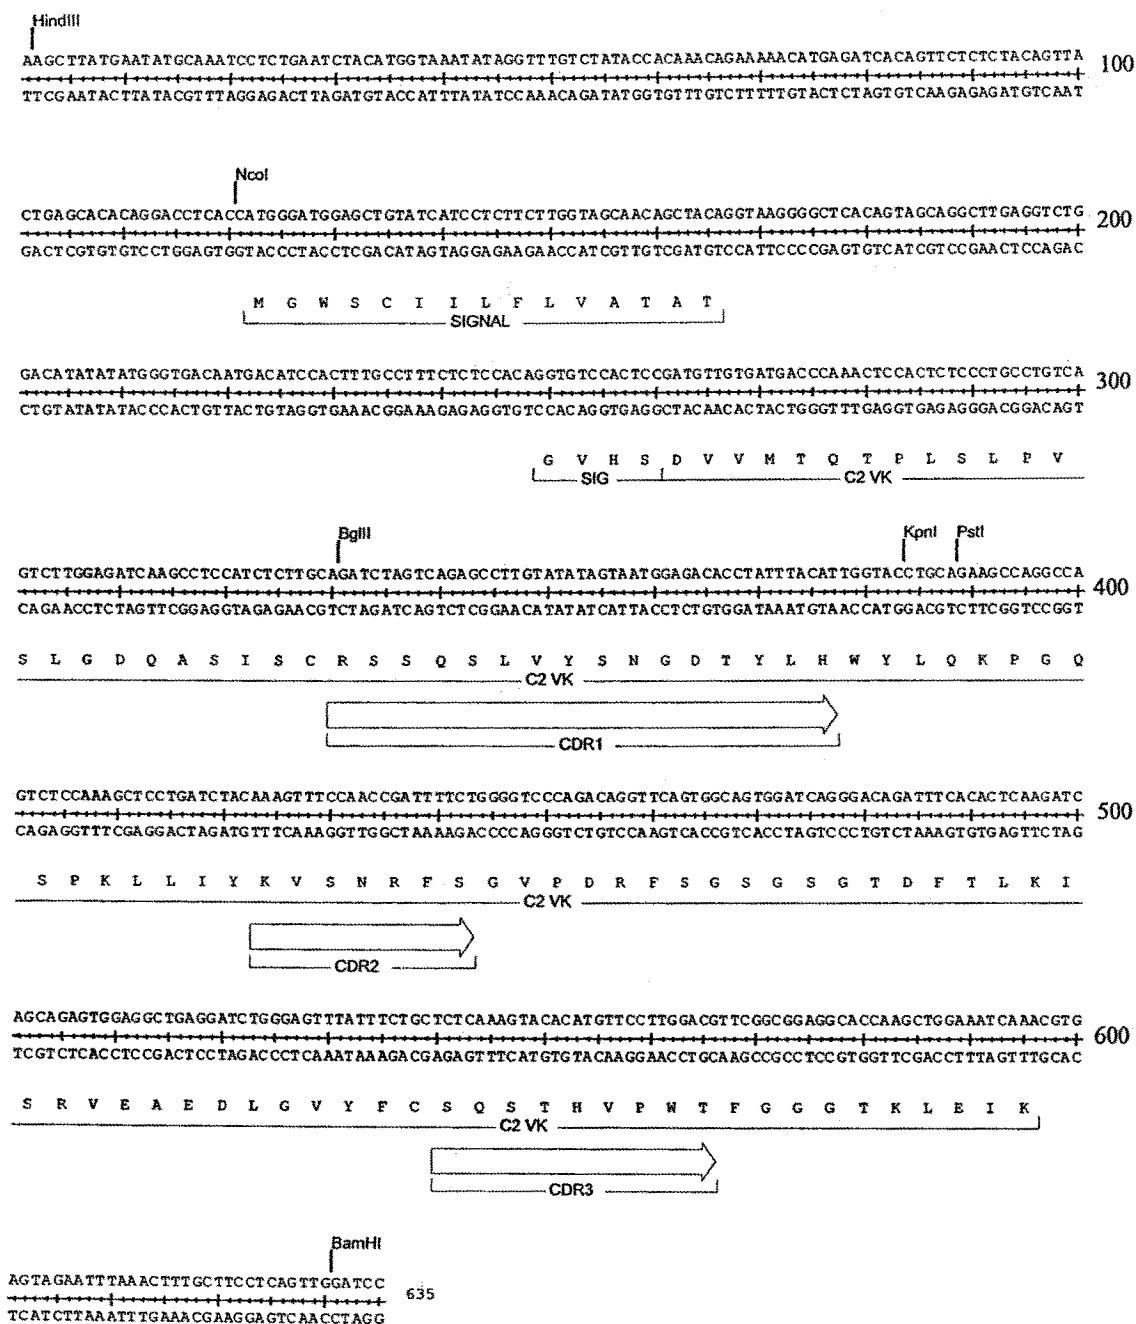 HindIII
AAGCTTATGAATATGCAAATCCTCTGAATCTACATGGTAAATATAGGTTTGTCTATACCACAAACAGAAAAACATGAGATCACAGTTCTCTCTACAGTTA
100
TTCGAATACTTATACGTTTAGGAGACTTAGATGTACCATTTATATCCAAACAGATATGGTGTTTGTCTTTTTGTACTCTAGTGTCAAGAGAGATGTCAAT
NcoI
CTGAGCACACAGGACCTCACCATGGGATGGAGCTGTATCATCCTCTTCTTGGTAGCAACAGCTACAGGTAAGGGGCTCACAGTAGCAGGCTTGAGGTCTG
200
GACTCGTGTGTCCTGGAGTGGTACCCTACCTCGACATAGTAGGAGAAGAACCATCGTTGTCGATGTCCATTCCCCGAGTGTCATCGTCCGAACTCCAGAC
M G W S C I I L F L V A T A T
SIGNAL
GACATATATATGGGTGACAATGACATCCACTTTGCCTTTCTCTCCACAGGTGTCCACTCCGATGTTGTGATGACCCAAACTCCACTCTCCCTGCCTGTCA
300
CTGTATATATACCCACTGTTACTGTAGGTGAAACGGAAAGAGAGGTGTCCACAGGTGAGGCTACAACACTACTGGGTTTGAGGTGAGAGGGACGGACAGT
G V H S D V V M T Q T P L S L P V
SIG C2 VK
BglII KpnI PstI
GTCTTGGAGATCAAGCCTCCATCTCTTGCAGATCTAGTCAGAGCCTTGTATATAGTAATGGAGACACCTATTTACATTGGTACCTGCAGAAGCCAGGCCA
400
CAGAACCTCTAGTTCGGAGGTAGAGAACGTCTAGATCAGTCTCGGAACATATATCATTACCTCTGTGGATAAATGTAACCATGGACGTCTTCGGTCCGGT
S L G D Q A S I S C R S S Q S L V Y S N G D T Y L H W Y L Q K P G Q
C2 VK
CDR1
GTCTCCAAAGCTCCTGATCTACAAAGTTTCCAACCGATTTTCTGGGGTCCCAGACAGGTTCAGTGGCAGTGGATCAGGGACAGATTTCACACTCAAGATC
500
CAGAGGTTTCGAGGACTAGATGTTTCAAAGGTTGGCTAAAAGACCCCAGGGTCTGTCCAAGTCACCGTCACCTAGTCCCTGTCTAAAGTGTGAGTTCTAG
S P K L L I Y K V S N R F S G V P D R F S G S G S G T D F T L K I
C2 VK
CDR2
AGCAGAGTGGAGGCTGAGGATCTGGGAGTTTATTTCTGCTCTCAAAGTACACATGTTCCTTGGACGTTCGGCGGAGGCACCAAGCTGGAAATCAAACGTG
600
TCGTCTCACCTCCGACTCCTAGACCCTCAAATAAAGACGAGAGTTTCATGTGTACAAGGAACCTGCAAGCCGCCTCCGTGGTTCGACCTTTAGTTTGCAC
S R V E A E D L G V Y F C S Q S T H V P W T F G G G T K L E I K
C2 VK
CDR3
BamHI
AGTAGAATTTAAACTTTGCTTCCTCAGTTGGATCC
635
TCATCTTAAATTTGAAACGAAGGAGTCAACCTAGG